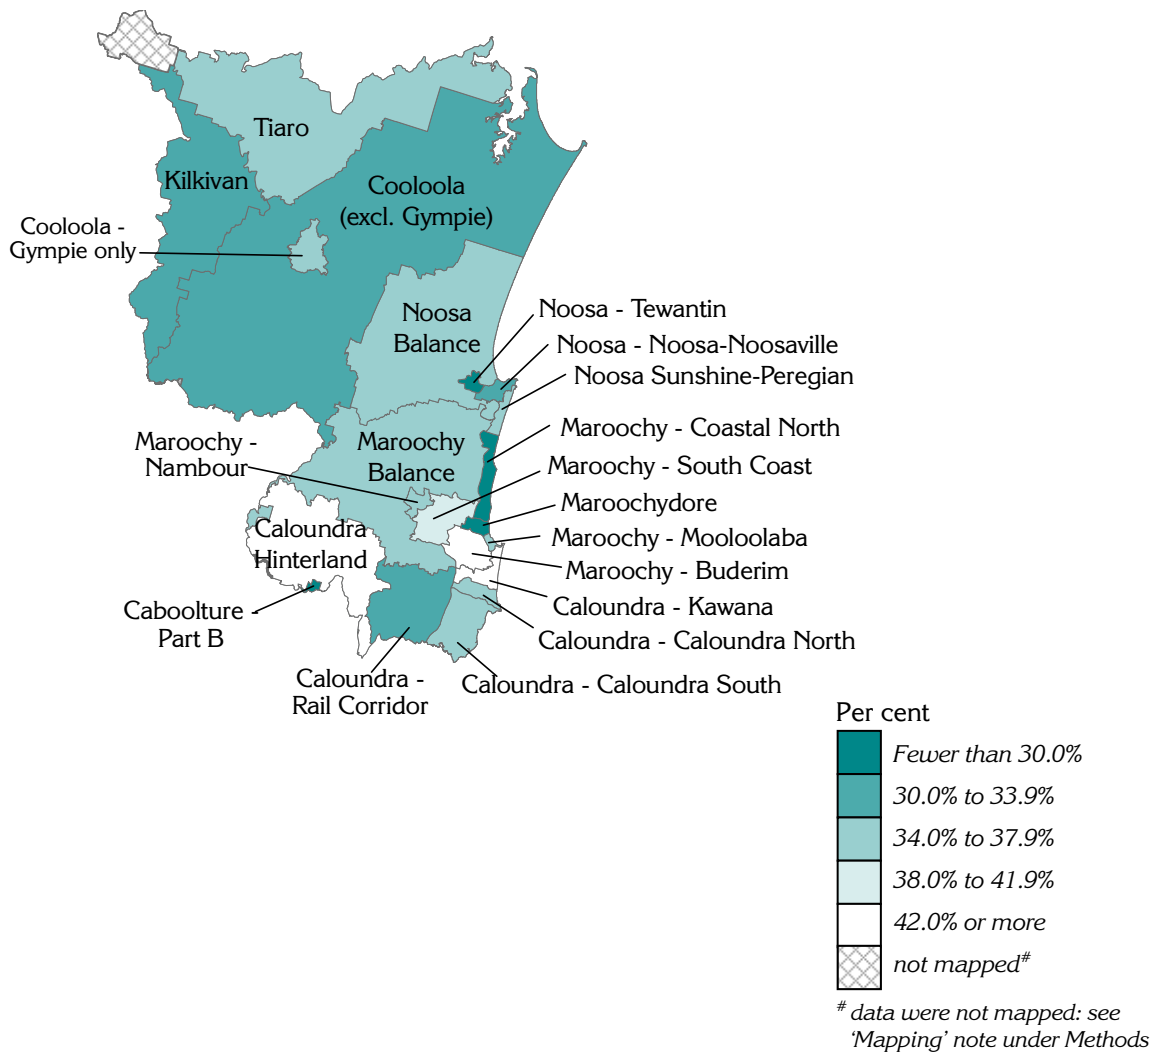 Tiaro
Kilkivan
Cooloola
(excl. Gympie)
Cooloola -
Gympie only
Noosa
Balance
Noosa - Tewantin
Noosa - Noosa-Noosaville
Noosa Sunshine-Peregian
Maroochy - Coastal North
Maroochy -
Nambour
Maroochy
Balance
Maroochy - South Coast
Maroochydore
Caloundra
Hinterland
Maroochy - Mooloolaba
Maroochy - Buderim
Caboolture
Part B
Caloundra - Kawana
Caloundra - Caloundra North
Caloundra -
Rail Corridor
Caloundra - Caloundra South
Per cent
Fewer than 30.0%
30.0% to 33.9%
34.0% to 37.9%
38.0% to 41.9%
42.0% or more
not mapped#
# data were not mapped: see
‘Mapping’ note under Methods